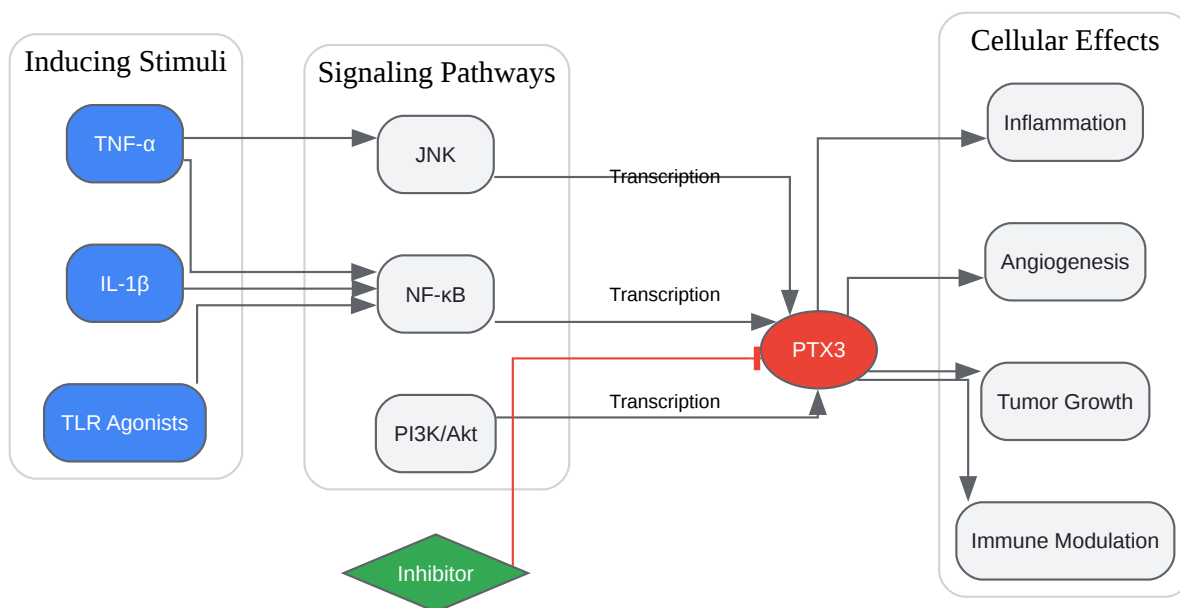 Inducing Stimuli
TNF-α
IL-1β
TLR Agonists
Signaling Pathways
JNK
NF-κB
PI3K/Akt
Inhibitor
Transcription
Transcription
Transcription
PTX3
Cellular Effects
Inflammation
Angiogenesis
Tumor Growth
Immune Modulation